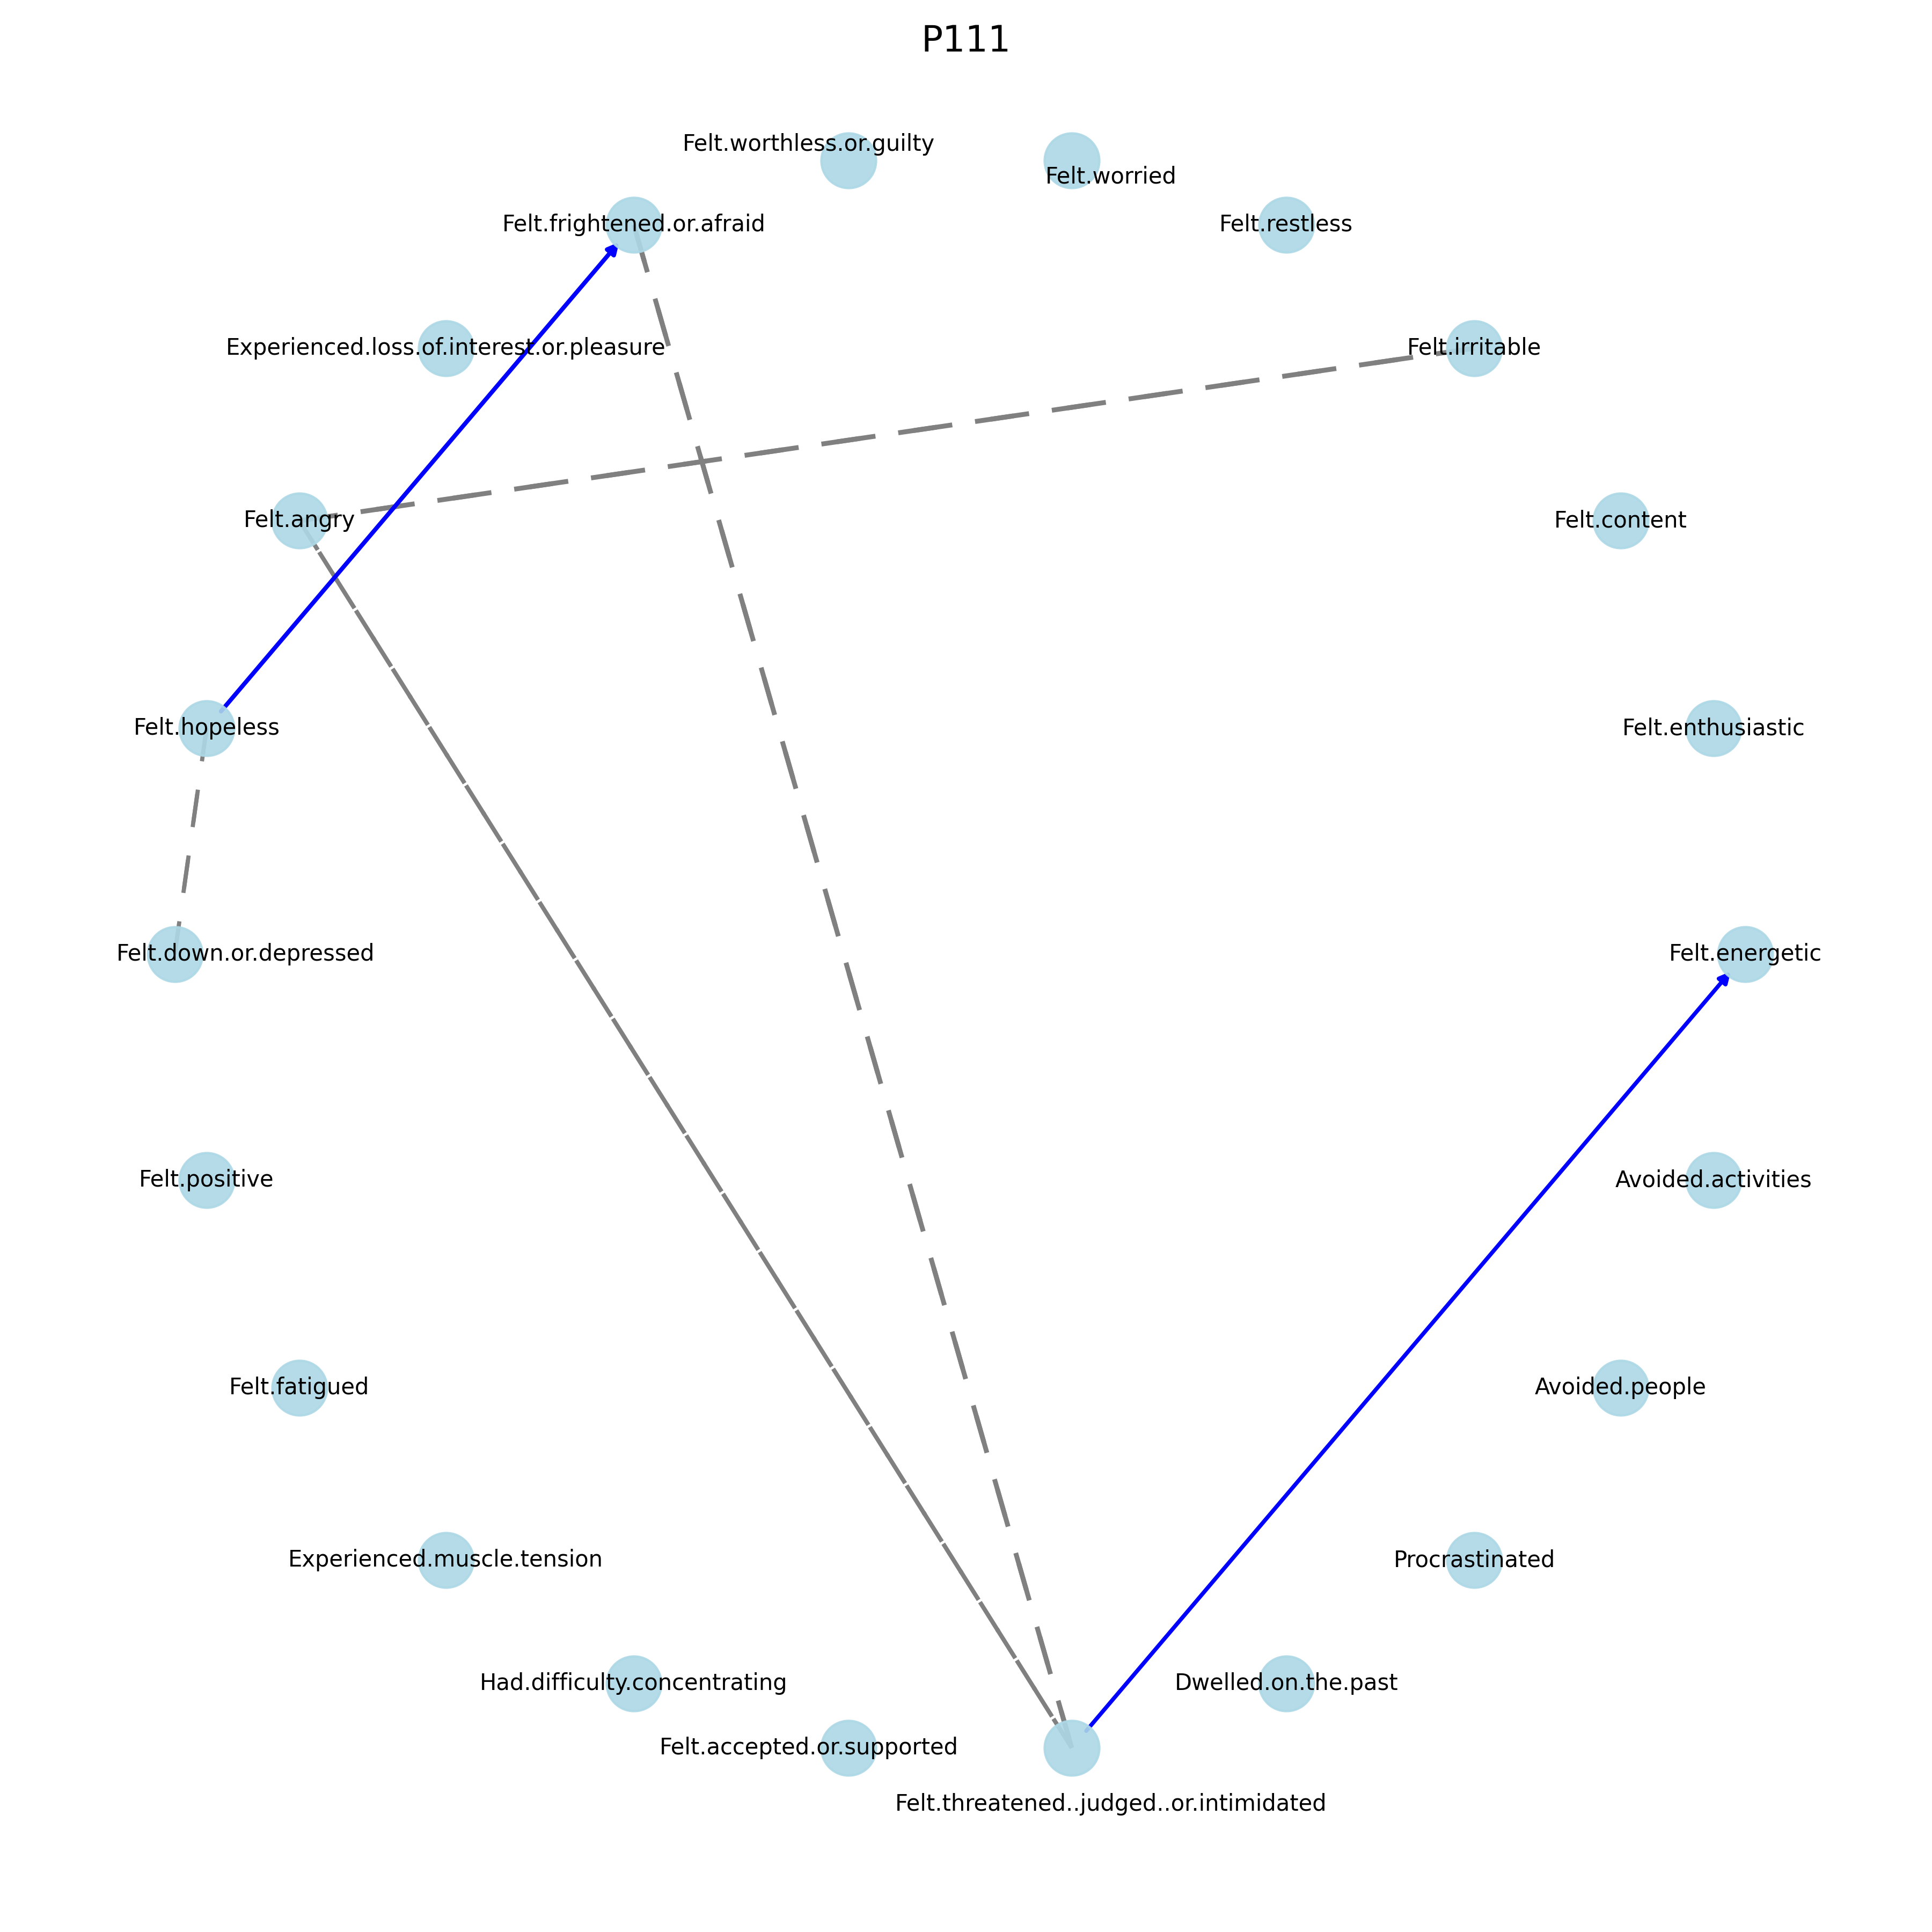 P111
Felt.worthless.or.guilty
Felt.worried
Felt.frightened.or.afraid
Felt.restless
Experienced.loss.of.interest.or.pleasure
Felt.irritable
Felt.angry
Felt.content
Felt.hopeless
Felt.enthusiastic
Felt.down.or.depressed
Felt.energetic
Felt.positive
Avoided.activities
Felt.fatigued
Avoided.people
Experienced.muscle.tension
Procrastinated
Had.difficulty.concentrating
Dwelled.on.the.past
Felt.accepted.or.supported
Felt.threatened..judged..or.intimidated